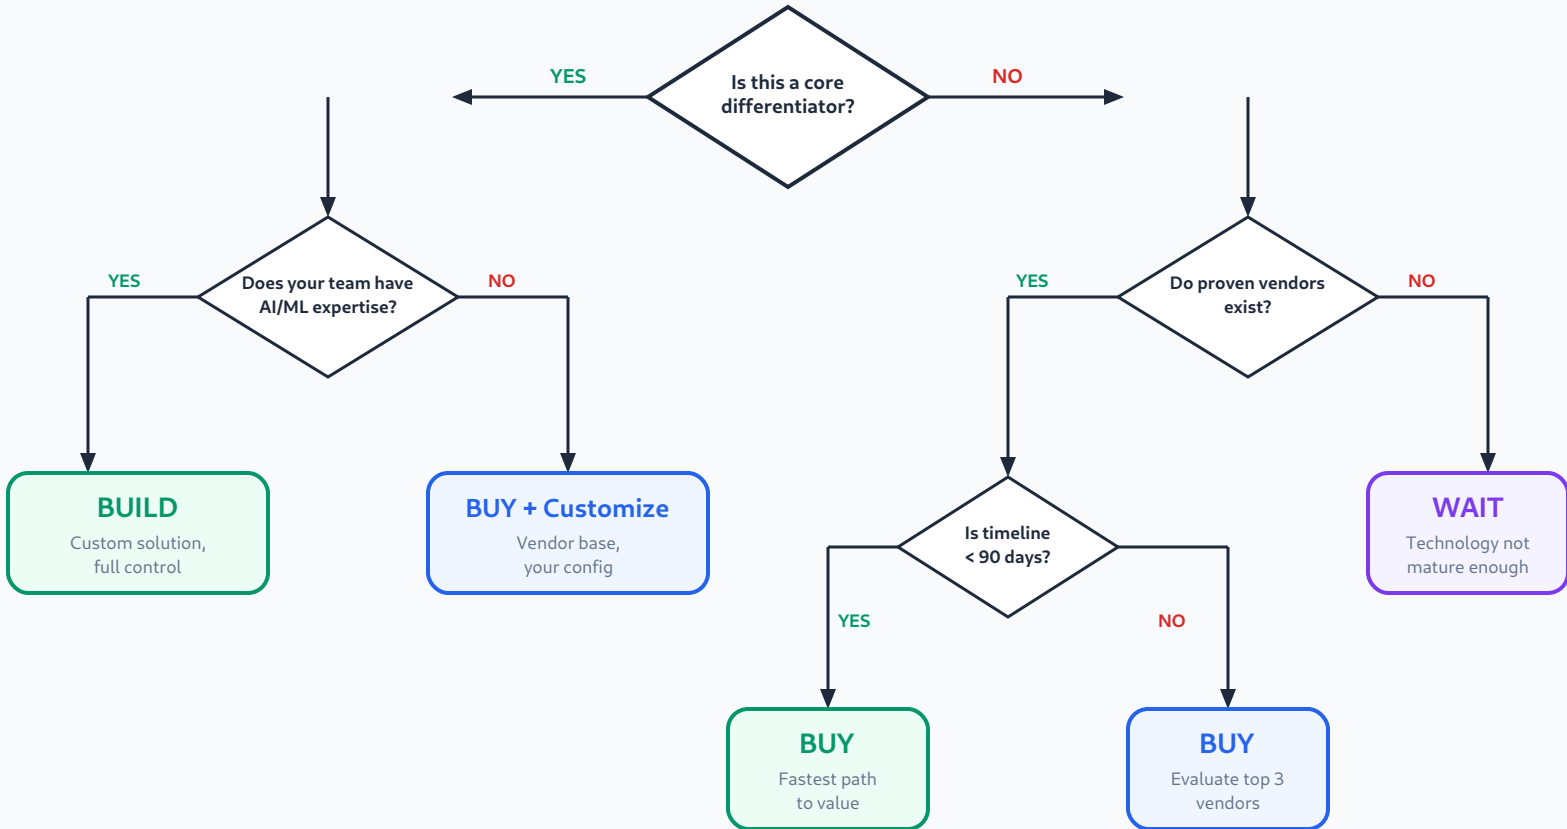 Is this a core
differentiator?
YES
NO
Does your team have
AI/ML expertise?
YES
NO
Do proven vendors
exist?
YES
NO
BUILD
Custom solution,
full control
BUY + Customize
Vendor base,
your config
Is timeline
< 90 days?
YES
NO
WAIT
Technology not
mature enough
BUY
Fastest path
to value
BUY
Evaluate top 3
vendors